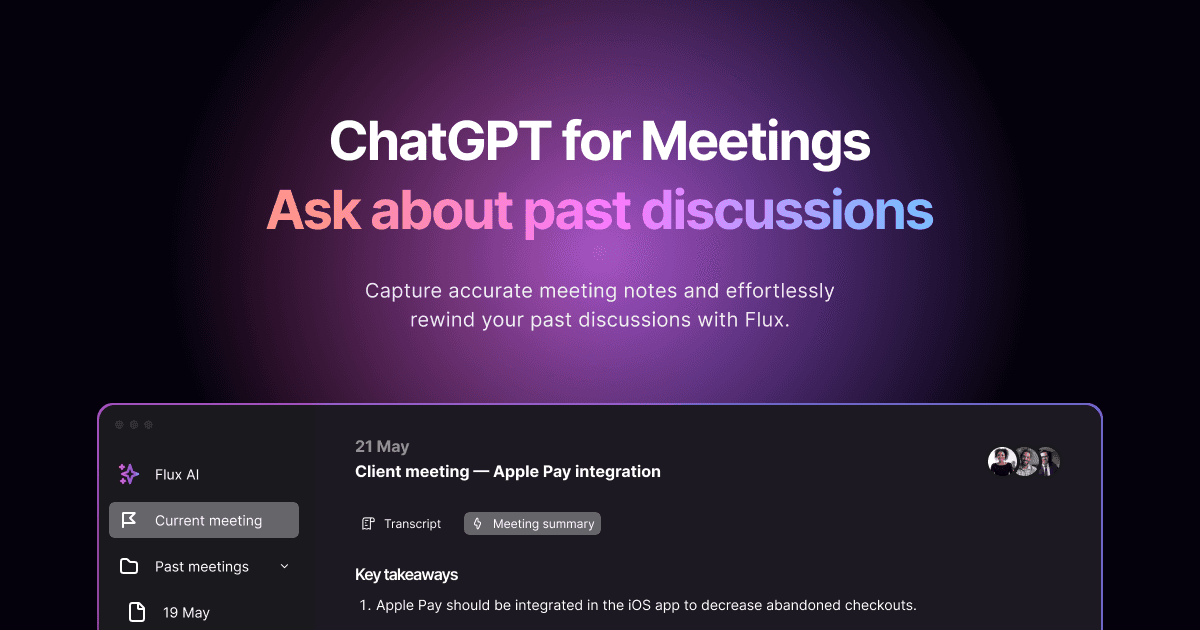 ChatGPT for Meetings
Ask about past discussions
Capture accurate meeting notes and effortlessly
rewind your past discussions with Flux.
Flux AI
Current meeting
Past meetings
19 May
21 May
Client meeting — Apple Pay integration
Transcript
Meeting summary
Key takeaways
1. Apple Pay should be integrated in the iOS app to decrease abandoned checkouts.